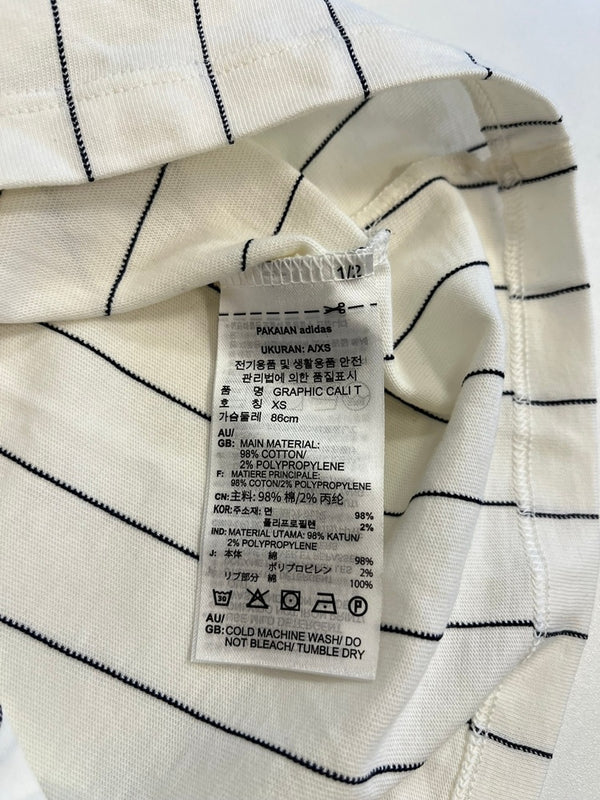 1/2
PAKAIAN adidas
UKURAN: A/XS
전기용품 및 생활용품 안전
관리법에 의한 품질표시
품 명 GRAPHIC CALI T
호 칭 XS
가슴둘레 86cm
AU/
GB: MAIN MATERIAL:
98% COTTON/
2% POLYPROPYLENE
F: MATIERE PRINCIPALE:
98% COTON/2% POLYPROPYLENE
CN: 主料: 98% 棉/2% 丙纶
KOR: 주소재: 면 98%
폴리프로필렌 2%
IND: MATERIAL UTAMA: 98% KATUN/
2% POLYPROPYLENE
J: 本体 綿 98%
ポリプロピレン 2%
リブ部分 綿 100%
30 P
AU/
GB: COLD MACHINE WASH/ DO
NOT BLEACH/ TUMBLE DRY